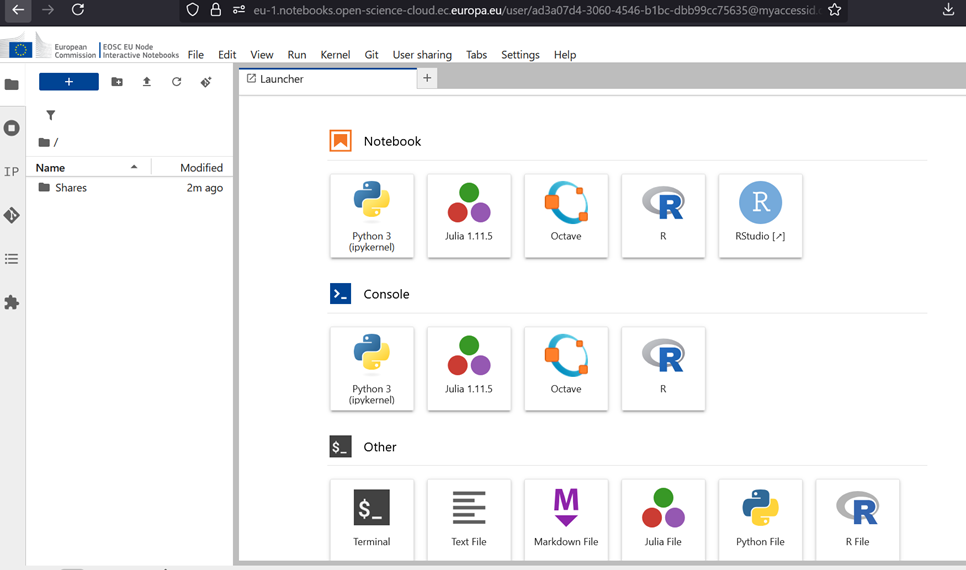 eu-1.notebooks.open-science-cloud.ec.europa.eu/user/ad3a07d4-3060-4546-b1bc-dbb99cc75635@myaccessid.
European Commission
EOSC EU Node
Interactive Notebooks
File Edit View Run Kernel Git User sharing Tabs Settings Help
+
Launcher
+
/
Name Modified
Shares 2m ago
IP
Notebook
Python 3 (ipykernel)
Julia 1.11.5
Octave
R
R
RStudio [↗]
Console
Python 3 (ipykernel)
Julia 1.11.5
Octave
R
$_ Other
$_
Terminal
Text File
M
Markdown File
Julia File
Python File
R
R File